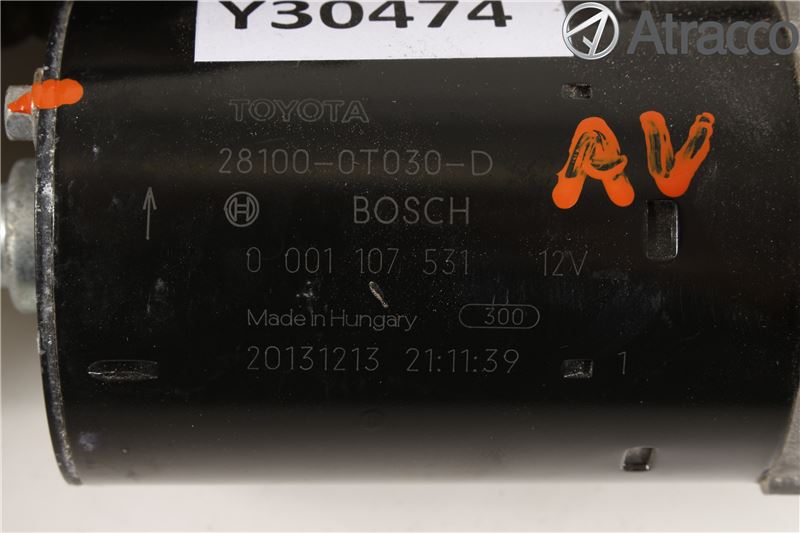 Y30474
Atracco
TOYOTA
28100-0T030-D
BOSCH
0 001 107 531 12V
Made in Hungary 300
20131213 21:11:39 1
AV